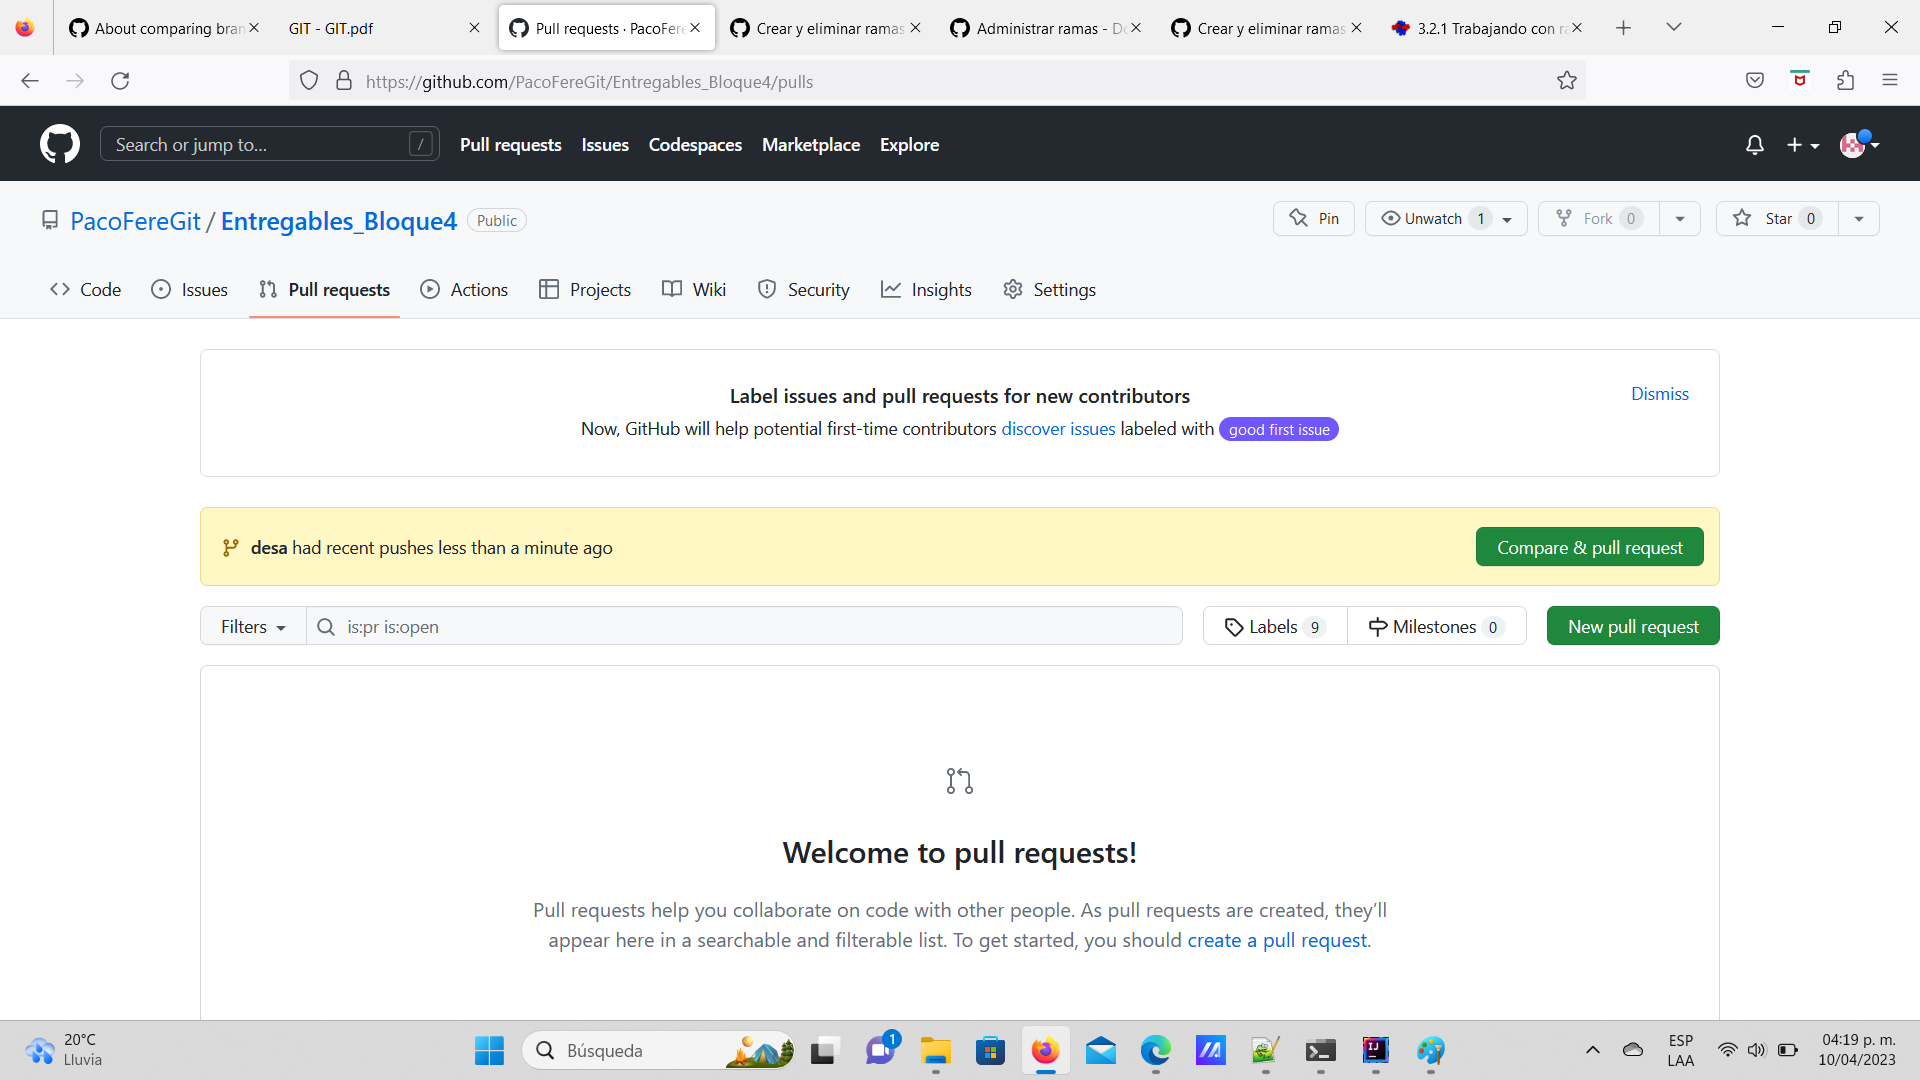 About comparing bran
GIT - GIT.pdf
Pull requests · PacoFere
Crear y eliminar ramas
Administrar ramas - Do
Crear y eliminar ramas
3.2.1 Trabajando con ra
https://github.com/PacoFereGit/Entregables_Bloque4/pulls
Search or jump to... /
Pull requests Issues Codespaces Marketplace Explore
PacoFereGit / Entregables_Bloque4 Public
Pin Unwatch 1 Fork 0 Star 0
Code Issues Pull requests Actions Projects Wiki Security Insights Settings
Label issues and pull requests for new contributors
Dismiss
Now, GitHub will help potential first-time contributors discover issues labeled with good first issue
desa had recent pushes less than a minute ago
Compare & pull request
Filters is:pr is:open Labels 9 Milestones 0 New pull request
Welcome to pull requests!
Pull requests help you collaborate on code with other people. As pull requests are created, they’ll
appear here in a searchable and filterable list. To get started, you should create a pull request.
20°C
Lluvia
Búsqueda
1
IJ
ESP
LAA
04:19 p. m.
10/04/2023